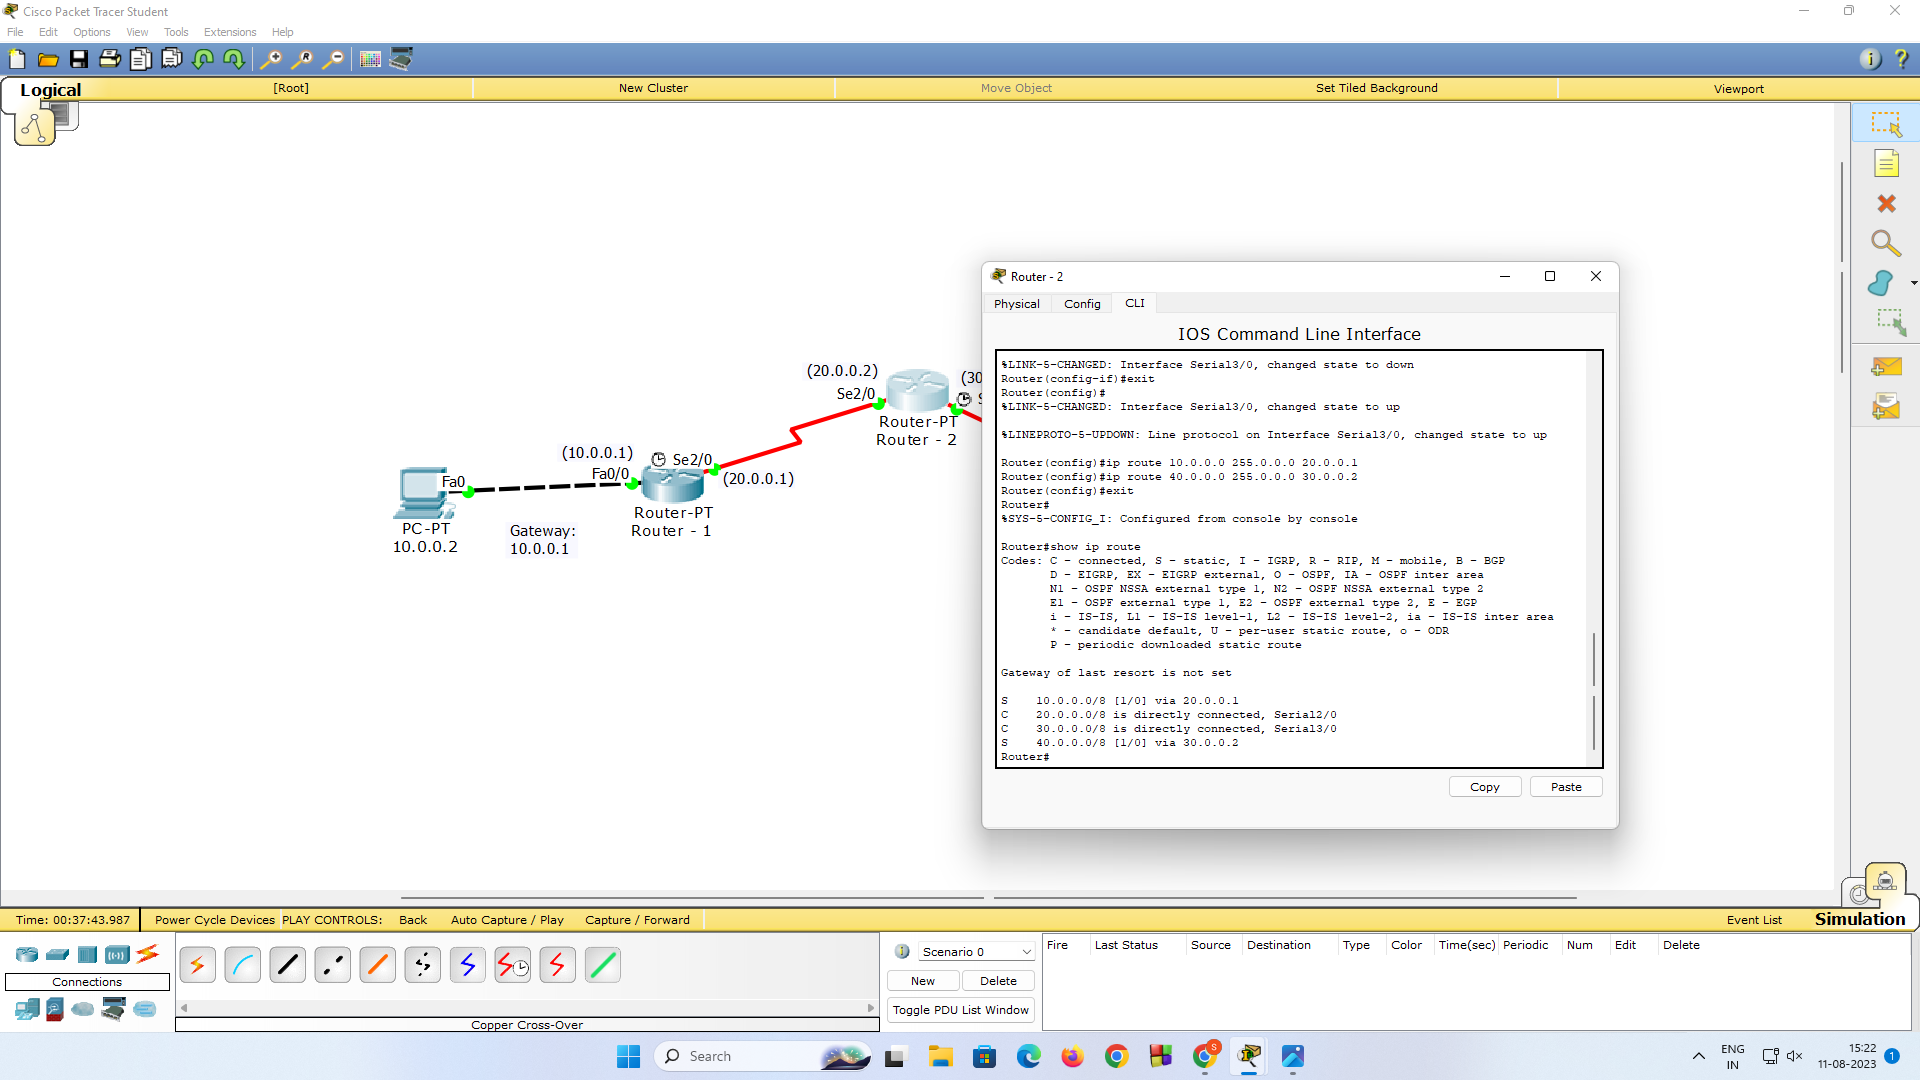 Cisco Packet Tracer Student
File Edit Options View Tools Extensions Help
Logical [Root] New Cluster Move Object Set Tiled Background Viewport
Router - 2
Physical Config CLI
IOS Command Line Interface
%LINK-5-CHANGED: Interface Serial3/0, changed state to down
Router(config-if)#exit
Router(config)#
%LINK-5-CHANGED: Interface Serial3/0, changed state to up
%LINEPROTO-5-UPDOWN: Line protocol on Interface Serial3/0, changed state to up
Router(config)#ip route 10.0.0.0 255.0.0.0 20.0.0.1
Router(config)#ip route 40.0.0.0 255.0.0.0 30.0.0.2
Router(config)#exit
Router#
%SYS-5-CONFIG_I: Configured from console by console
Router#show ip route
Codes: C - connected, S - static, I - IGRP, R - RIP, M - mobile, B - BGP
D - EIGRP, EX - EIGRP external, O - OSPF, IA - OSPF inter area
N1 - OSPF NSSA external type 1, N2 - OSPF NSSA external type 2
E1 - OSPF external type 1, E2 - OSPF external type 2, E - EGP
i - IS-IS, L1 - IS-IS level-1, L2 - IS-IS level-2, ia - IS-IS inter area
* - candidate default, U - per-user static route, o - ODR
P - periodic downloaded static route
Gateway of last resort is not set
S 10.0.0.0/8 [1/0] via 20.0.0.1
C 20.0.0.0/8 is directly connected, Serial2/0
C 30.0.0.0/8 is directly connected, Serial3/0
S 40.0.0.0/8 [1/0] via 30.0.0.2
Router#
Copy Paste
(20.0.0.2) (30
Se2/0 S
Router-PT
Router - 2
(10.0.0.1) Se2/0
Fa0/0 (20.0.0.1)
Fa0
Router-PT
Router - 1
PC-PT
10.0.0.2
Gateway:
10.0.0.1
Time: 00:37:43.987 Power Cycle Devices PLAY CONTROLS: Back Auto Capture / Play Capture / Forward Event List Simulation
Connections
Copper Cross-Over
Scenario 0
New Delete
Toggle PDU List Window
Fire Last Status Source Destination Type Color Time(sec) Periodic Num Edit Delete
Search
S
ENG
IN
15:22
11-08-2023
1